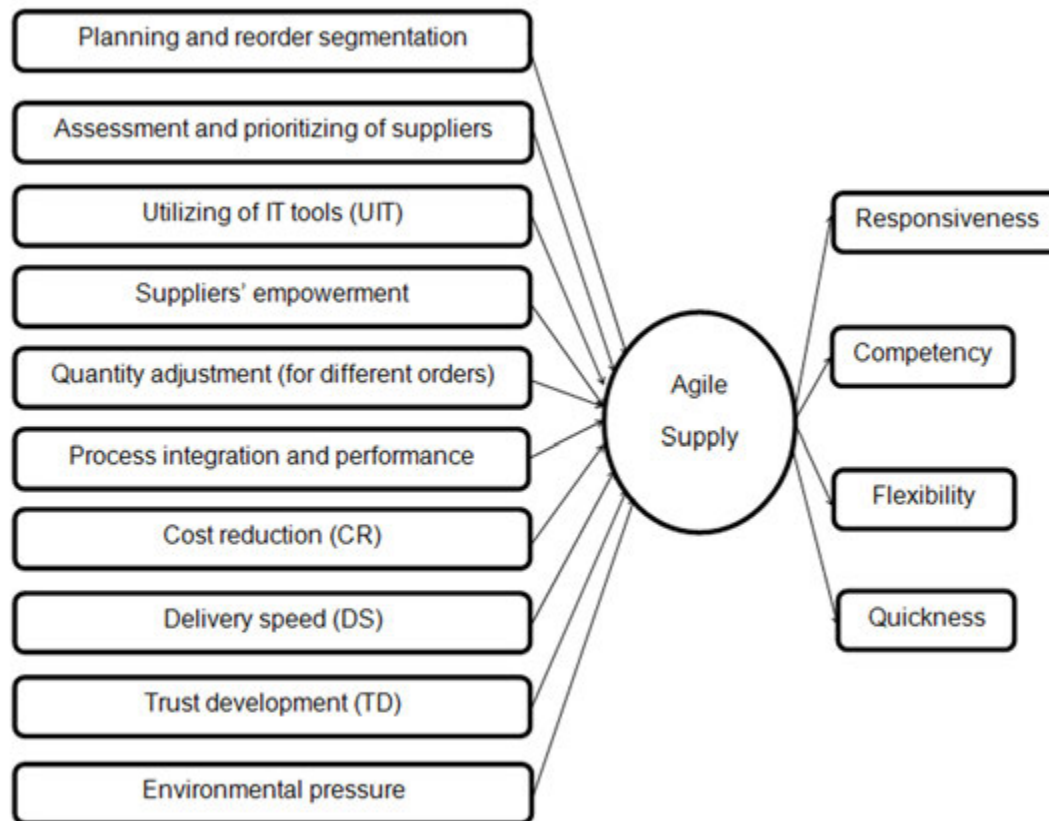 Planning and reorder segmentation
Assessment and prioritizing of suppliers
Utilizing of IT tools (UIT)
Suppliers’ empowerment
Quantity adjustment (for different orders)
Process integration and performance
Cost reduction (CR)
Delivery speed (DS)
Trust development (TD)
Environmental pressure
Agile
Supply
Responsiveness
Competency
Flexibility
Quickness